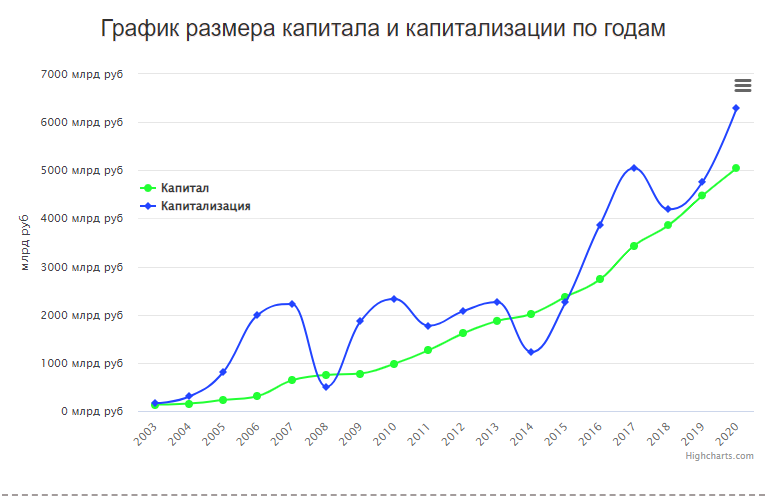 График размера капитала и капитализации по годам
7000 млрд руб
6000 млрд руб
5000 млрд руб
4000 млрд руб
3000 млрд руб
2000 млрд руб
1000 млрд руб
0 млрд руб
млрд руб
Капитал
Капитализация
2003
2004
2005
2006
2007
2008
2009
2010
2011
2012
2013
2014
2015
2016
2017
2018
2019
2020
Highcharts.com